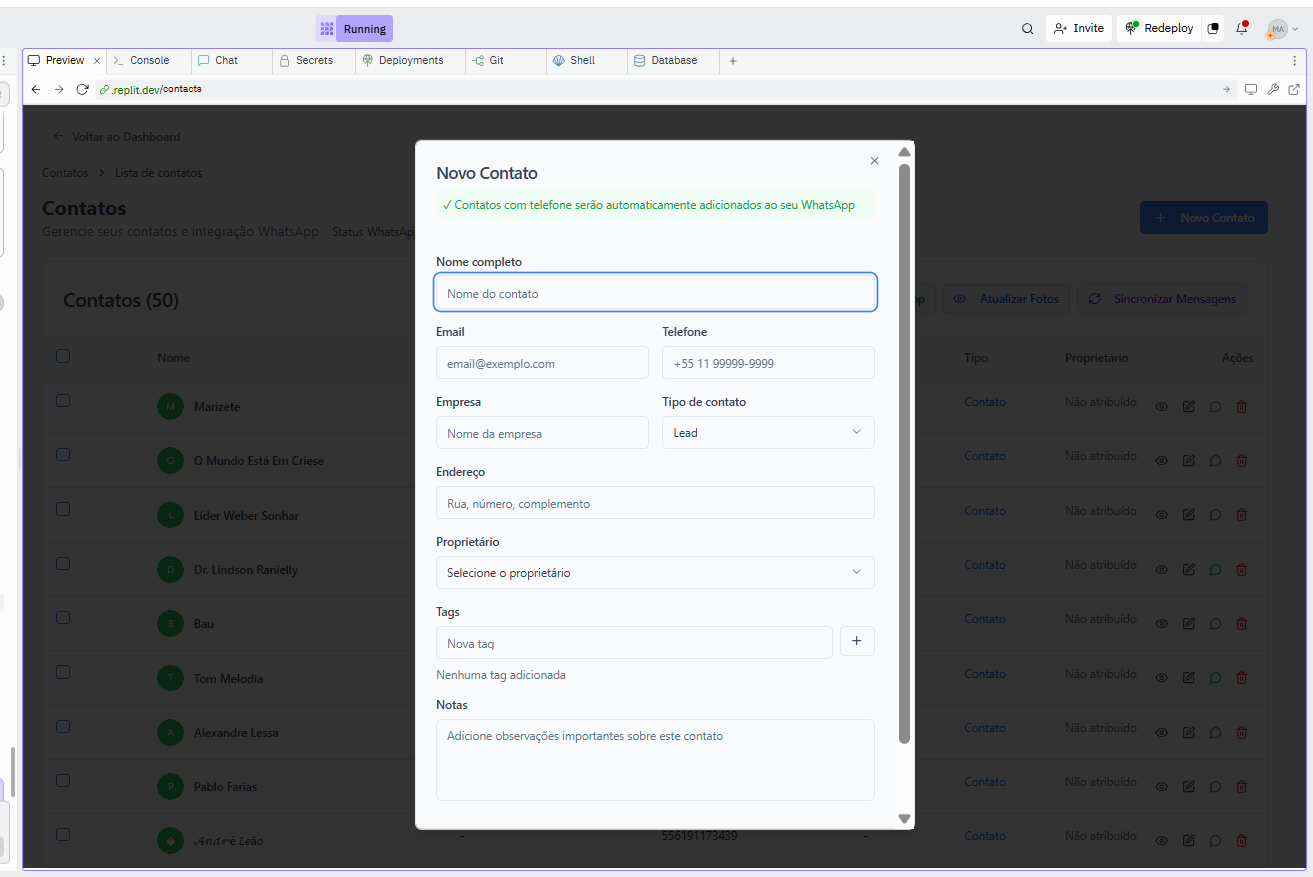 Running
Invite
Redeploy
MA
Preview
Console
Chat
Secrets
Deployments
Git
Shell
Database
.replit.dev/contacts
Voltar ao Dashboard
Contatos > Lista de contatos
Contatos
Gerencie seus contatos e integração WhatsApp Status WhatsAp
Novo Contato
Contatos (50)
Atualizar Fotos
Sincronizar Mensagens
Nome
Tipo
Proprietário
Ações
M Marizete Contato Não atribuído
O O Mundo Está Em Criese Contato Não atribuído
L Líder Weber Sonhar Contato Não atribuído
D Dr. Lindson Ranielly Contato Não atribuído
B Bau Contato Não atribuído
T Tom Melodia Contato Não atribuído
A Alexandre Lessa Contato Não atribuído
P Pablo Farias Contato Não atribuído
𝓐𝓷𝓭𝓻é 𝓛𝓮ã𝓸 - 556191173439 - Contato Não atribuído
Novo Contato
✓ Contatos com telefone serão automaticamente adicionados ao seu WhatsApp
Nome completo
Nome do contato
Email
Telefone
email@exemplo.com
+55 11 99999-9999
Empresa
Tipo de contato
Nome da empresa
Lead
Endereço
Rua, número, complemento
Proprietário
Selecione o proprietário
Tags
Nova tag
Nenhuma tag adicionada
Notas
Adicione observações importantes sobre este contato